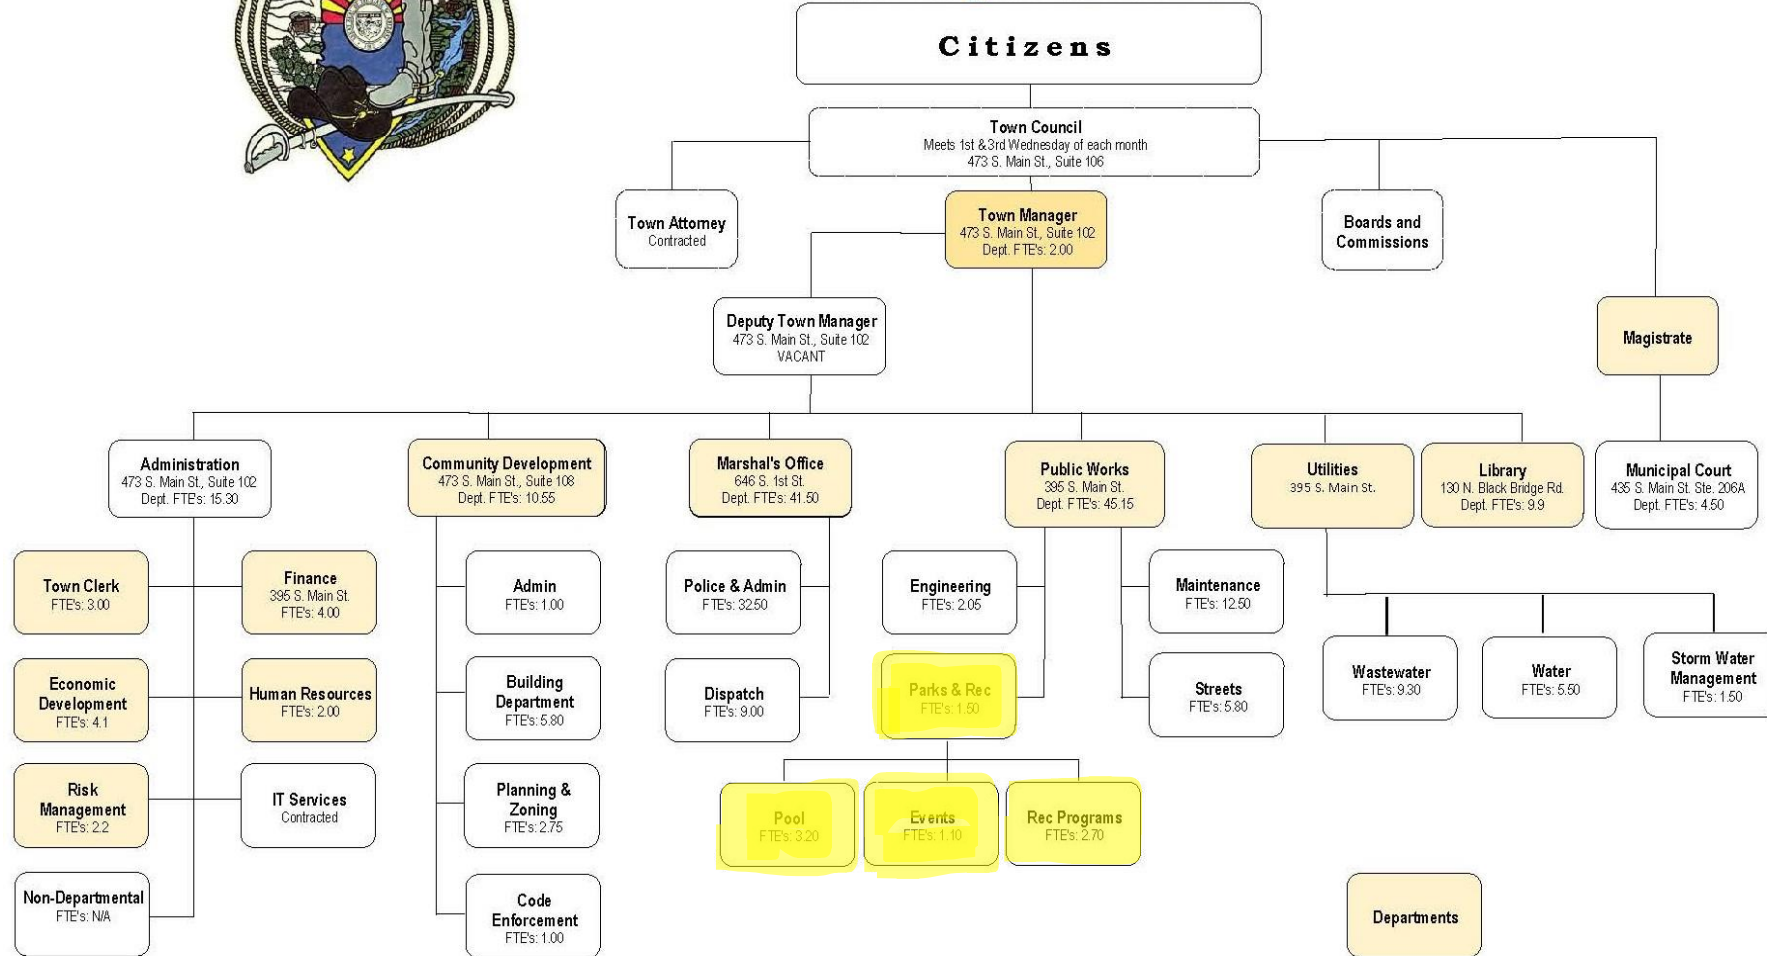 Citizens
Town Council
Meets 1st &3rd Wednesday of each month
473 S. Main St., Suite 106
Town Attorney
Contracted
Town Manager
473 S. Main St, Suite 102
Dept. FTE's: 2.00
Boards and
Commissions
Deputy Town Manager
473 S. Main St., Suite 102
VACANT
Magistrate
Administration
473 S. Main St., Suite 102
Dept. FTE's: 15.30
Community Development
473 S. Main St., Suite 108
Dept. FTE's: 10.55
Marshal's Office
646 S. 1st St.
Dept. FTE's: 41.50
Public Works
395 S. Main St.
Dept. FTE's: 45.15
Utilities
395 S. Main St.
Library
130 N. Black Bridge Rd.
Dept. FTE's: 9.9
Municipal Court
435 S. Main St. Ste. 206A
Dept. FTE's: 4.50
Town Clerk
FTE's: 3.00
Finance
395 S. Main St.
FTE's: 4.00
Admin
FTE's: 1.00
Police & Admin
FTE's: 32.50
Engineering
FTE's: 2.05
Maintenance
FTE's: 12.50
Wastewater
FTE's: 9.30
Water
FTE's: 5.50
Storm Water
Management
FTE's: 1.50
Economic
Development
FTE's: 4.1
Human Resources
FTE's: 2.00
Building
Department
FTE's: 5.80
Dispatch
FTE's: 9.00
Parks & Rec
FTE's: 1.50
Streets
FTE's: 5.80
Risk
Management
FTE's: 2.2
IT Services
Contracted
Planning &
Zoning
FTE's: 2.75
Pool
FTE's: 3.20
Events
FTE's: 1.10
Rec Programs
FTE's: 2.70
Non-Departmental
FTE's: N/A
Code
Enforcement
FTE's: 1.00
Departments